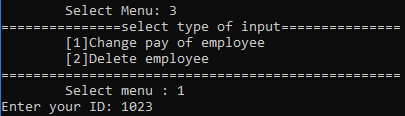 Select Menu: 3
===============select type of input===============
[1]Change pay of employee
[2]Delete employee
==================================================
Select menu : 1
Enter your ID: 1023